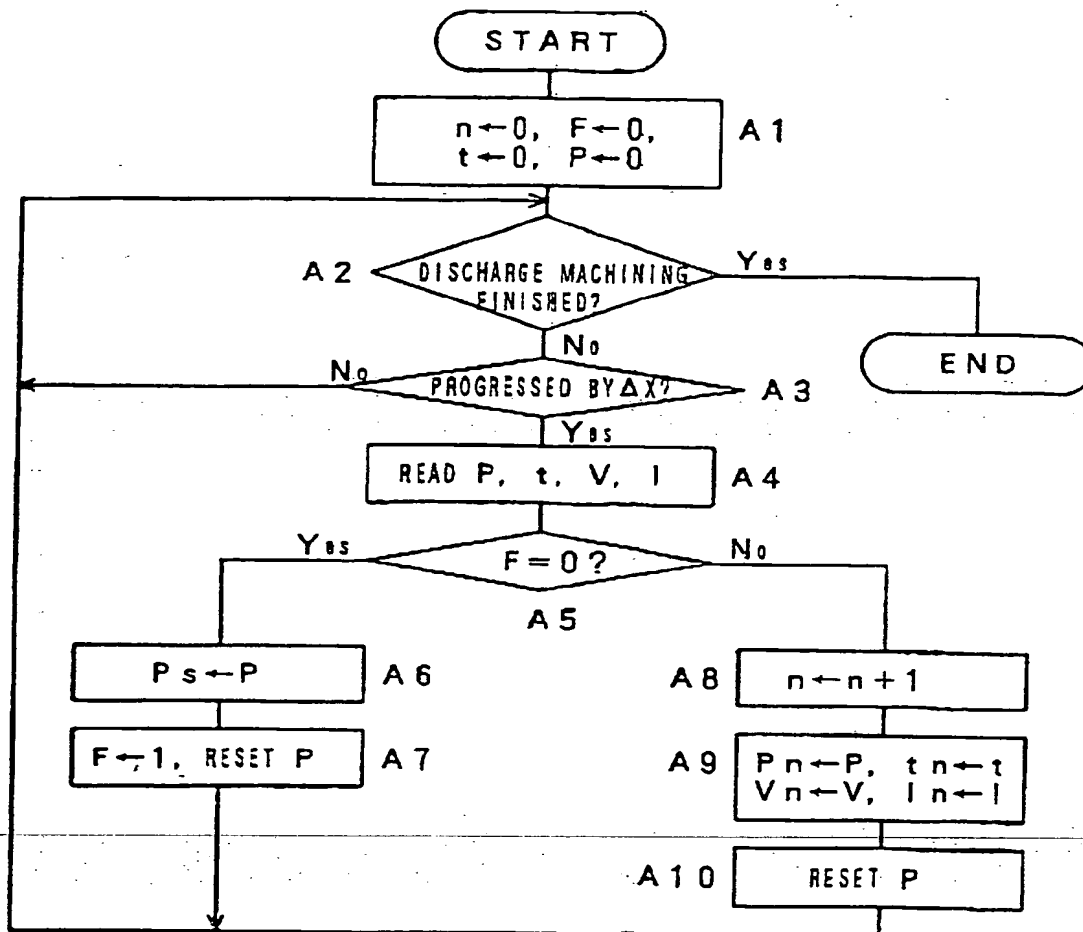 START
n←0, F←0,
t←0, P←0
A1
A2
DISCHARGE MACHINING
FINISHED?
Yes
No
END
No
PROGRESSED BY ΔX?
A3
Yes
READ P, t, V, I
A4
Yes
F=0?
No
A5
Ps←P
A6
A8
n←n+1
F←1, RESET P
A7
A9
Pn←P, tn←t
Vn←V, In←I
A10
RESET P